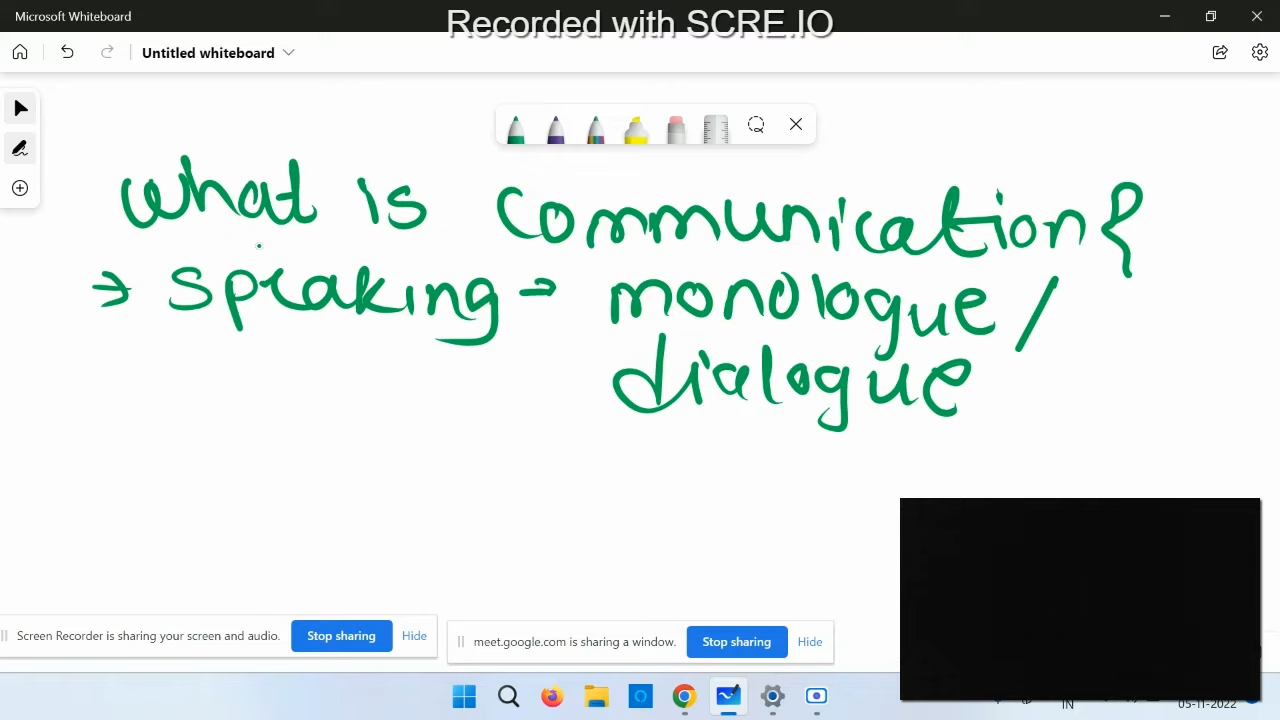 Microsoft Whiteboard
Recorded with SCRE.IO
Untitled whiteboard
What is communication?
→ speaking → monologue /
dialogue
Screen Recorder is sharing your screen and audio. Stop sharing Hide
meet.google.com is sharing a window. Stop sharing Hide
IN
05-11-2022